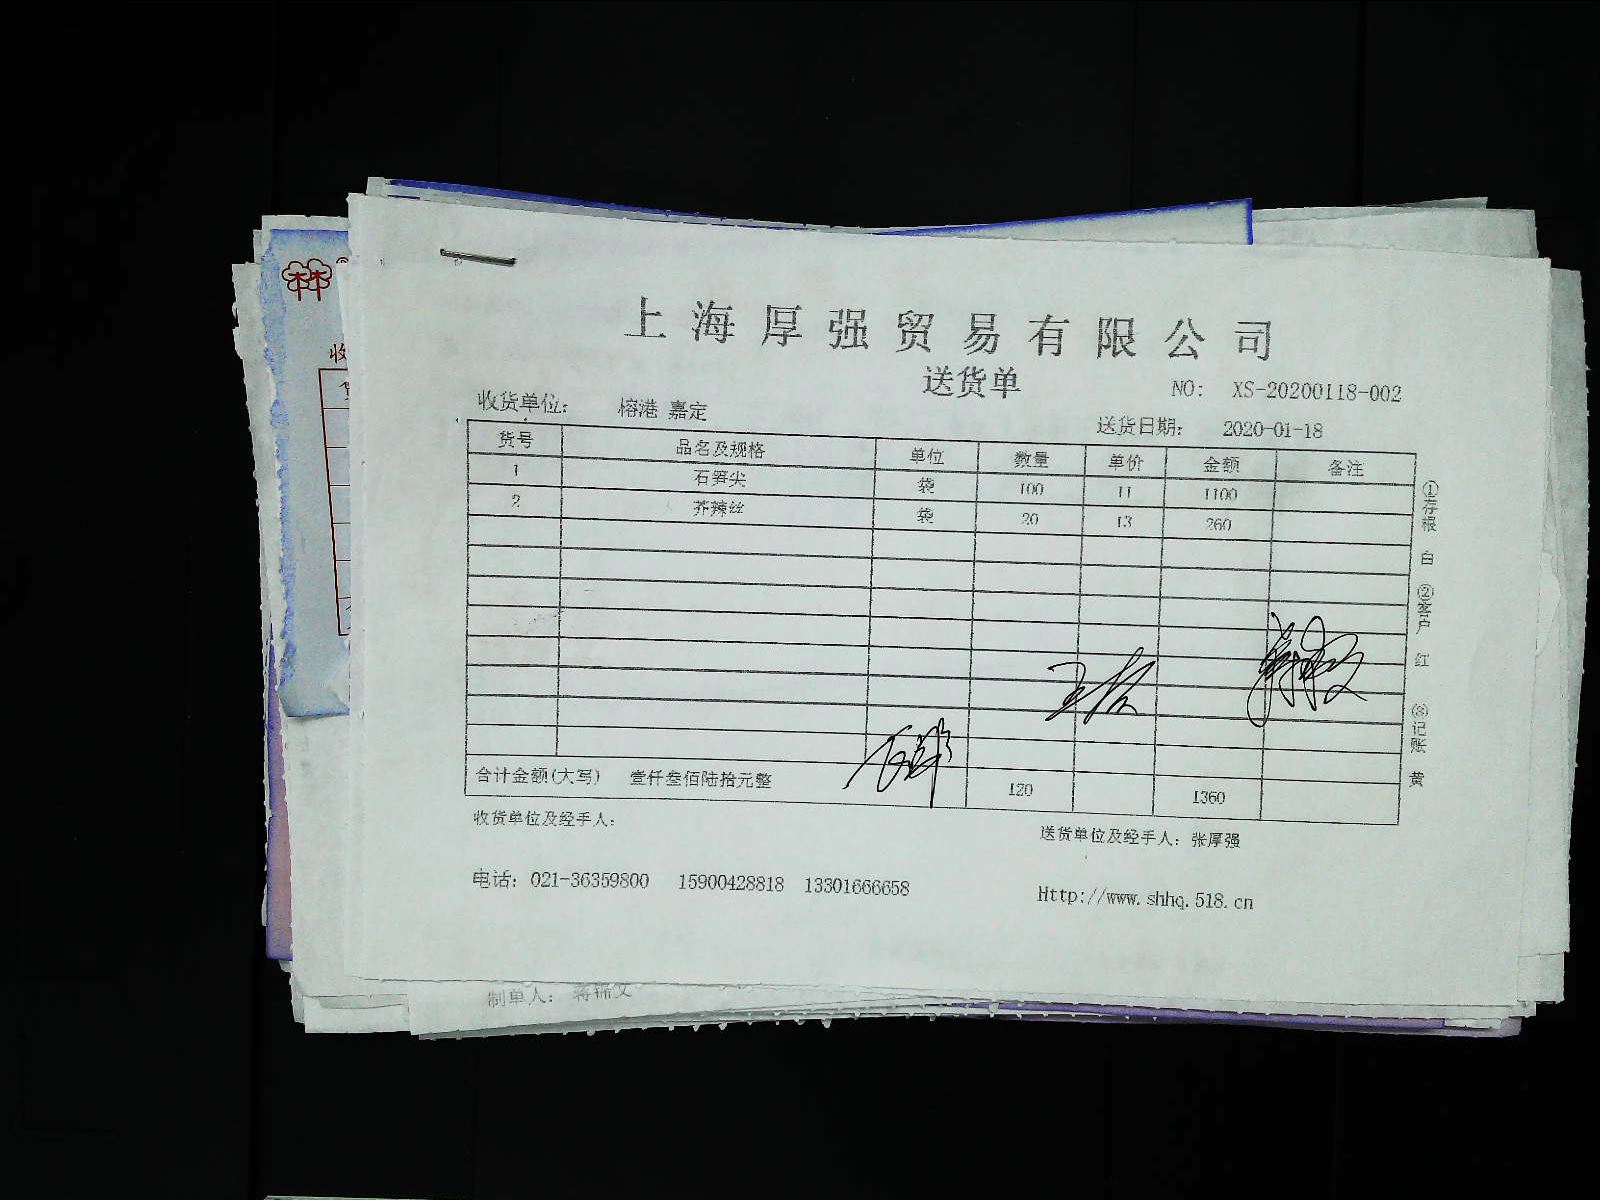 上海厚强贸易有限公司
送货单
NO: XS-20200118-002
收货单位: 榕港 嘉定
送货日期: 2020-01-18
货号 品名及规格 单位 数量 单价 金额 备注
1 石笋尖 袋 100 11 1100
2 芥辣丝 袋 20 13 260
合计金额(大写) 壹仟叁佰陆拾元整 120 1360
①存根 白 ②客户 红 ③记账 黄
收货单位及经手人:
送货单位及经手人: 张厚强
电话: 021-36359800 15900428818 13301666658
Http://www.shhq.518.cn
收
制单人: